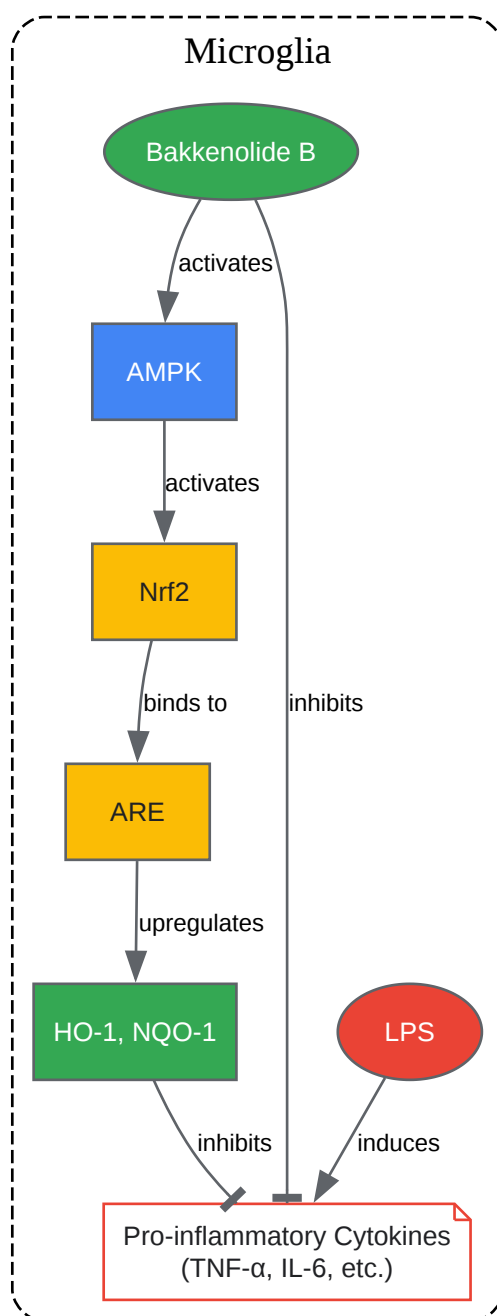 Microglia
Bakkenolide B
activates
AMPK
activates
Nrf2
binds to
inhibits
ARE
upregulates
HO-1, NQO-1
LPS
inhibits
induces
Pro-inflammatory Cytokines
(TNF-α, IL-6, etc.)